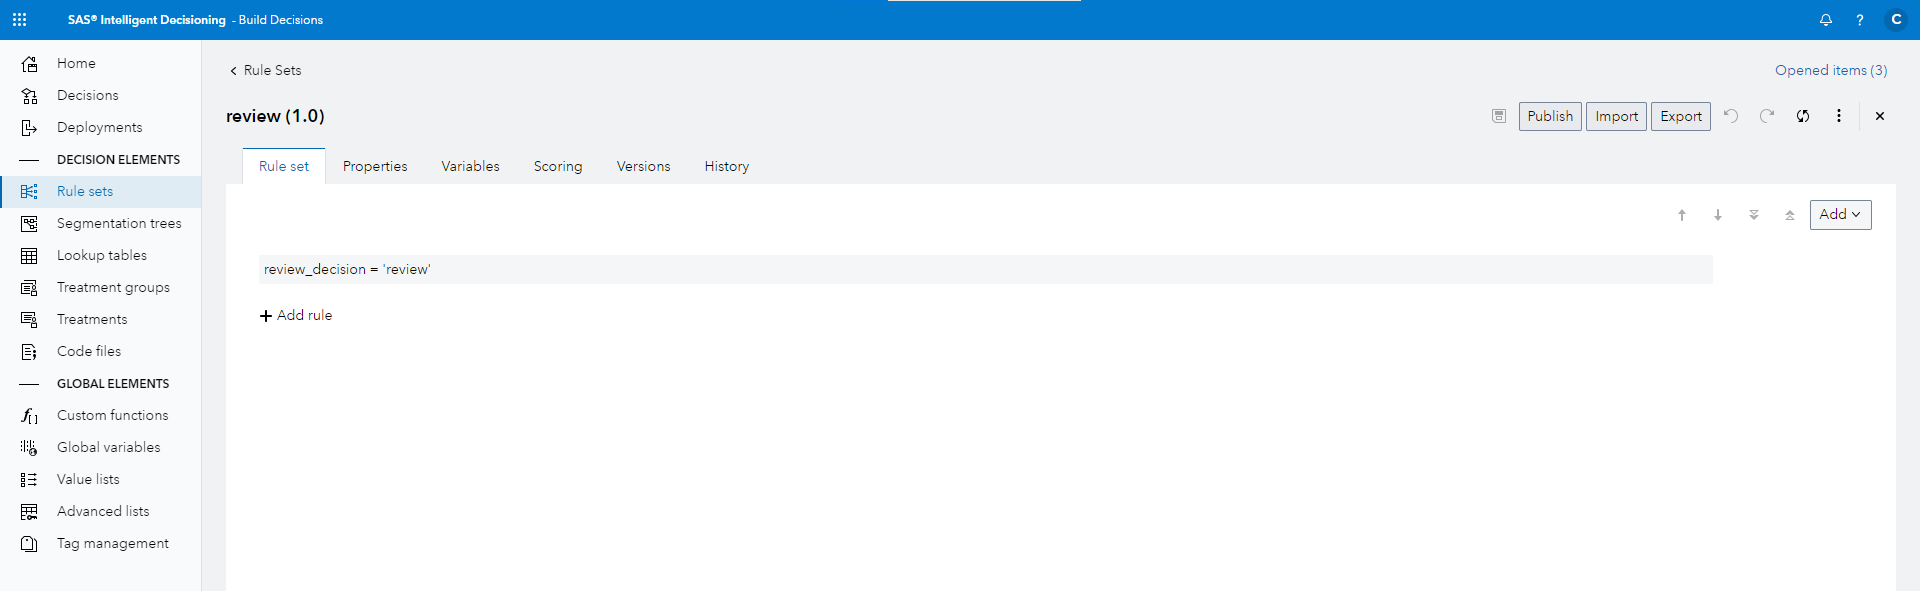 SAS® Intelligent Decisioning - Build Decisions
? C
Home
Decisions
Deployments
DECISION ELEMENTS
Rule sets
Segmentation trees
Lookup tables
Treatment groups
Treatments
Code files
GLOBAL ELEMENTS
Custom functions
Global variables
Value lists
Advanced lists
Tag management
Rule Sets
Opened items (3)
review (1.0)
Publish Import Export
Rule set Properties Variables Scoring Versions History
Add
review_decision = 'review'
Add rule